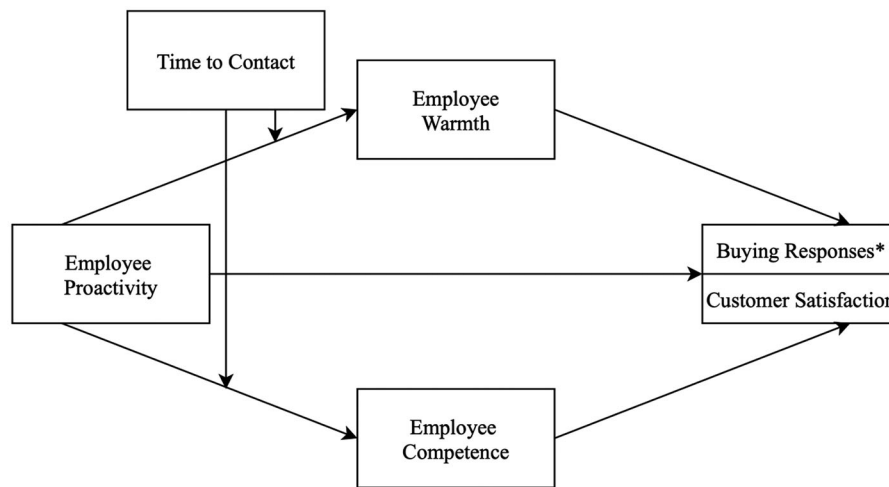 Time to Contact
Employee
Warmth
Employee
Proactivity
Buying Responses*
Customer Satisfaction
Employee
Competence